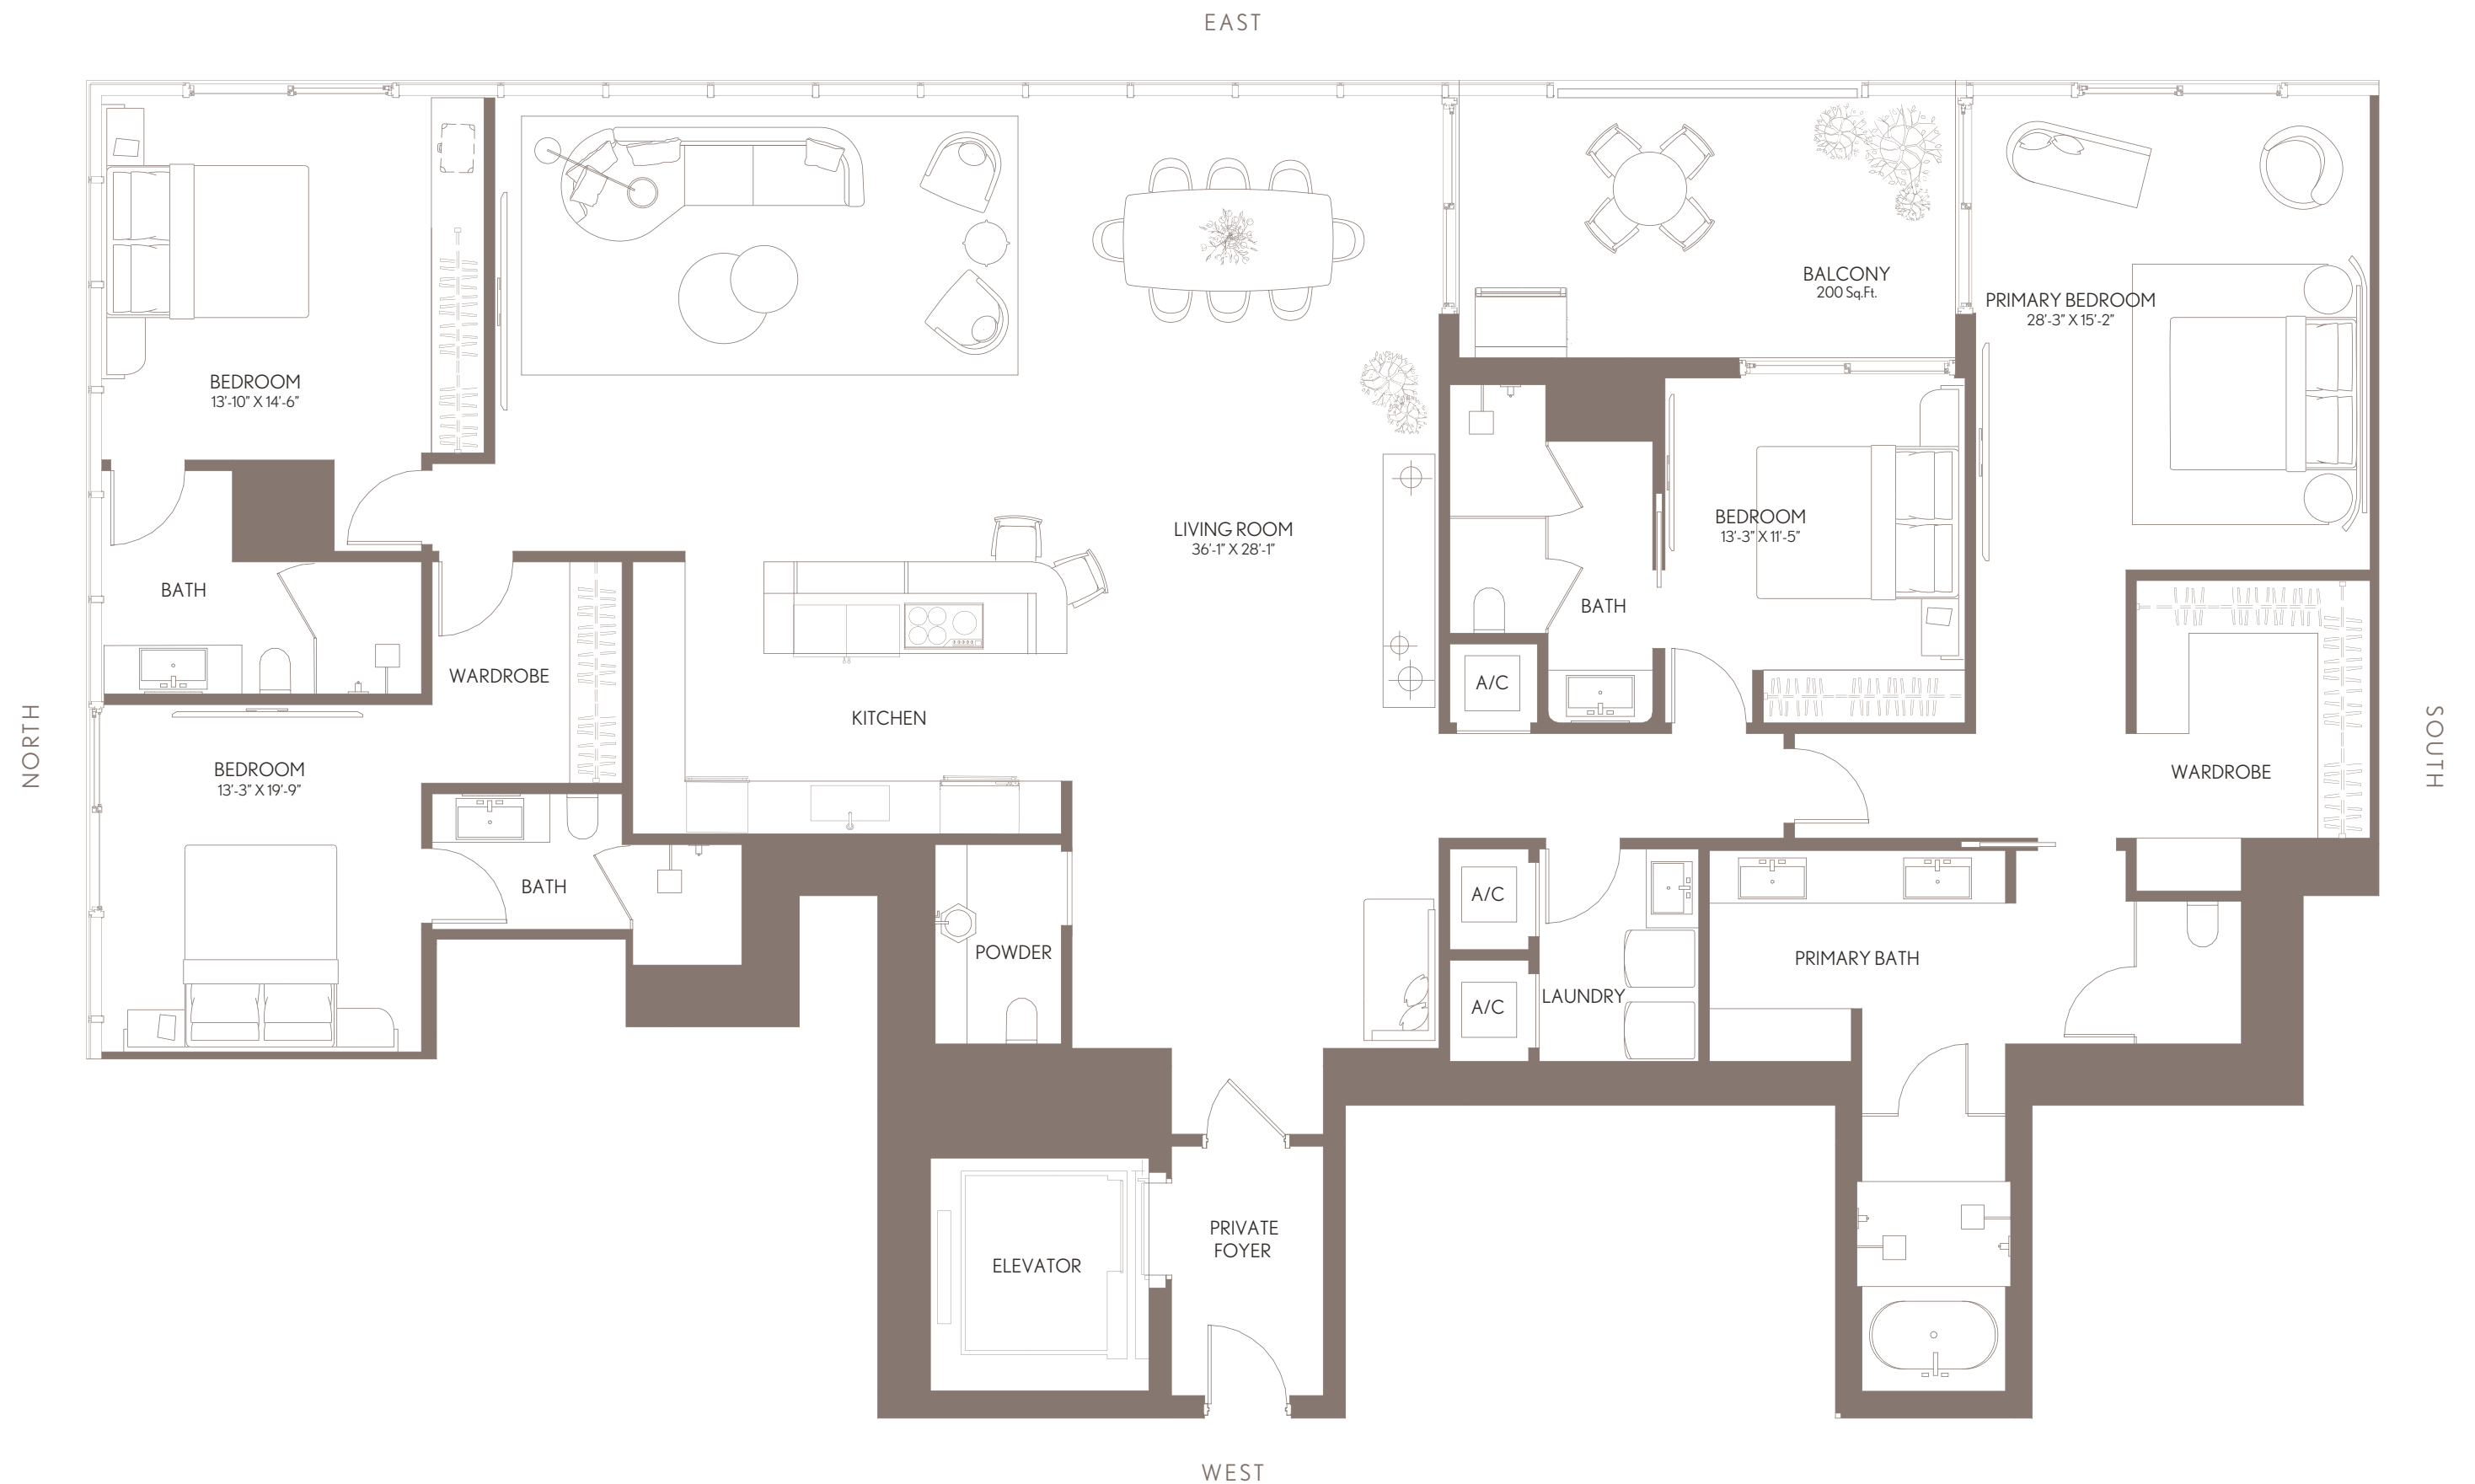 EAST
BALCONY
200 Sq.Ft.
PRIMARY BEDROOM
28'-3" X 15'-2"
BEDROOM
13'-10" X 14'-6"
LIVING ROOM
36'-1" X 28'-1"
BEDROOM
13'-3" X 11'-5"
BATH
BATH
WARDROBE
A/C
KITCHEN
NORTH
SOUTH
BEDROOM
13'-3" X 19'-9"
WARDROBE
BATH
A/C
POWDER
PRIMARY BATH
LAUNDRY
A/C
PRIVATE
FOYER
ELEVATOR
WEST